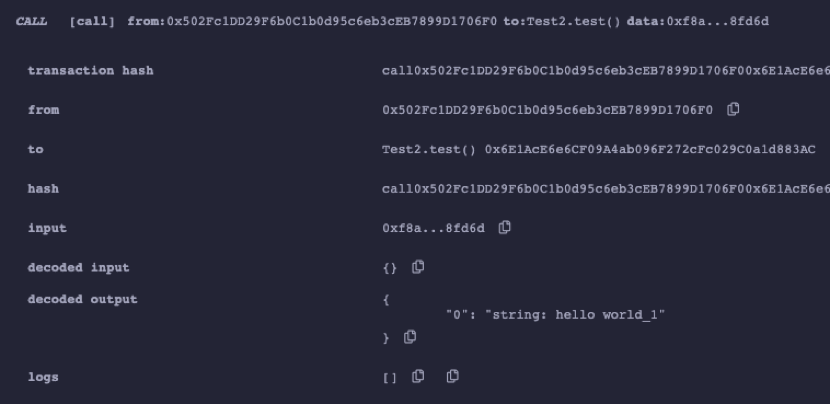 CALL [call] from:0x502Fc1DD29F6b0C1b0d95c6eb3cEB7899D1706F0 to:Test2.test() data:0xf8a...8fd6d
transaction hash call0x502Fc1DD29F6b0C1b0d95c6eb3cEB7899D1706F00x6E1AcE6e6
from 0x502Fc1DD29F6b0C1b0d95c6eb3cEB7899D1706F0
to Test2.test() 0x6E1AcE6e6CF09A4ab096F272cFc029C0a1d883AC
hash call0x502Fc1DD29F6b0C1b0d95c6eb3cEB7899D1706F00x6E1AcE6e6
input 0xf8a...8fd6d
decoded input {}
decoded output {
"0": "string: hello world_1"
}
logs []